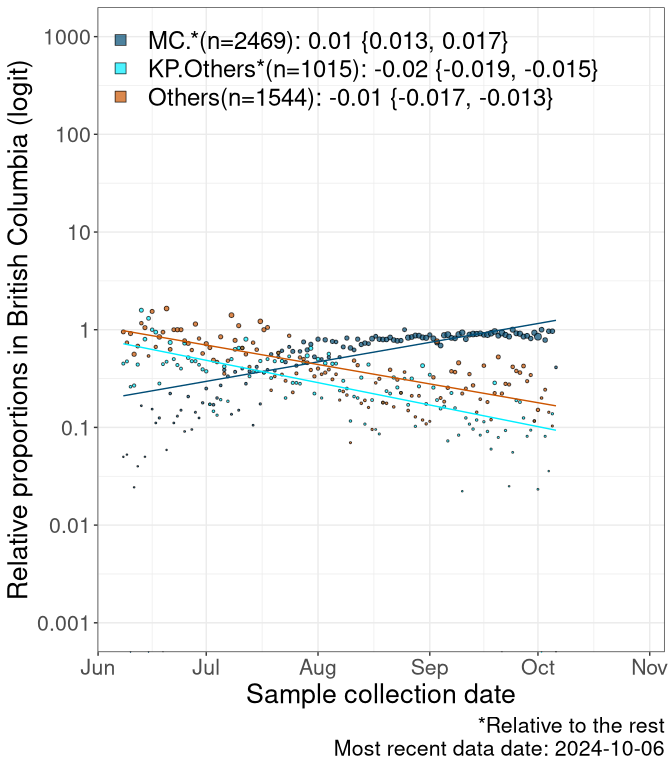 Relative proportions in British Columbia (logit)
1000
100
10
1
0.1
0.01
0.001
MC.*(n=2469): 0.01 {0.013, 0.017}
KP.Others*(n=1015): -0.02 {-0.019, -0.015}
Others(n=1544): -0.01 {-0.017, -0.013}
Jun Jul Aug Sep Oct Nov
Sample collection date
*Relative to the rest
Most recent data date: 2024-10-06